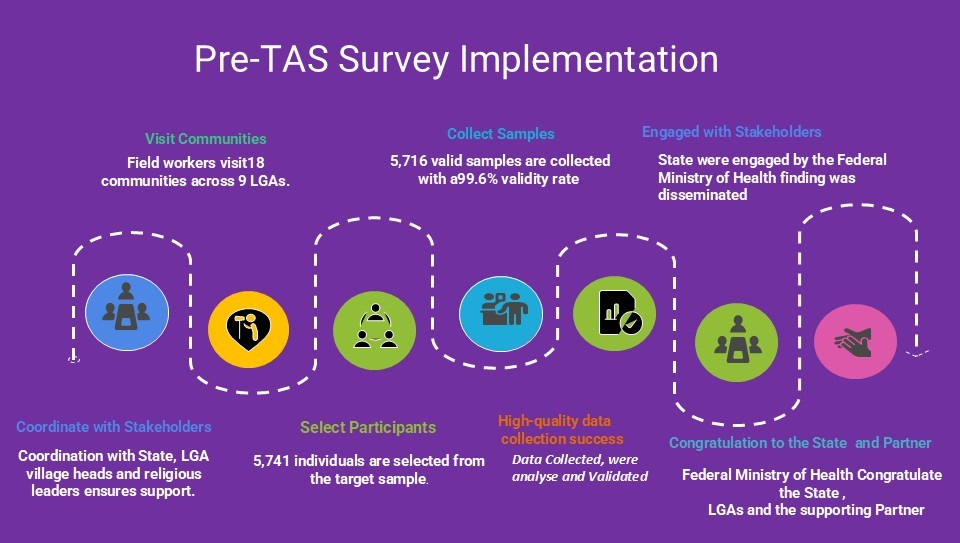 Pre-TAS Survey Implementation
Visit Communities
Field workers visit18
communities across 9 LGAs.
Collect Samples
5,716 valid samples are collected
with a99.6% validity rate
Engaged with Stakeholders
State were engaged by the Federal
Ministry of Health finding was
disseminated
Coordinate with Stakeholders
Coordination with State, LGA
village heads and religious
leaders ensures support.
Select Participants
5,741 individuals are selected from
the target sample.
High-quality data
collection success
Data Collected, were
analyse and Validated
Congratulation to the State and Partner
Federal Ministry of Health Congratulate
the State ,
LGAs and the supporting Partner